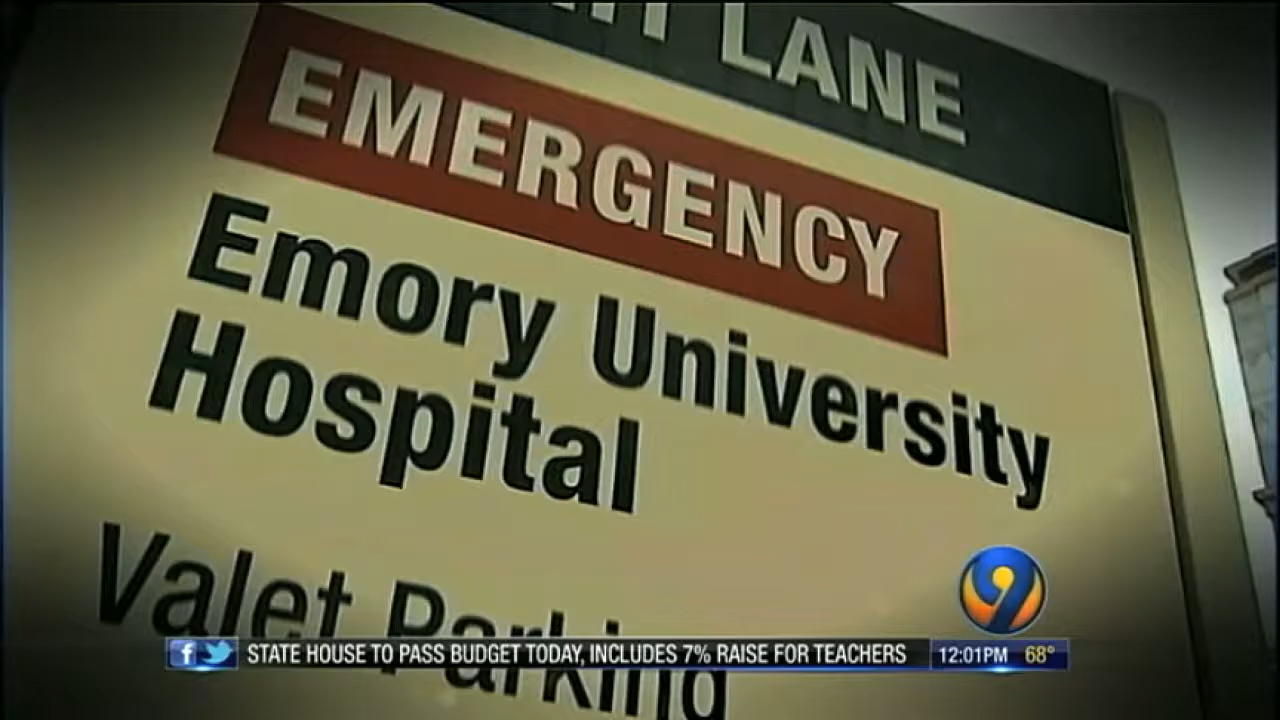 LANE
EMERGENCY
Emory University
Hospital
Valet Parking
9
STATE HOUSE TO PASS BUDGET TODAY, INCLUDES 7% RAISE FOR TEACHERS
12:01PM 68°